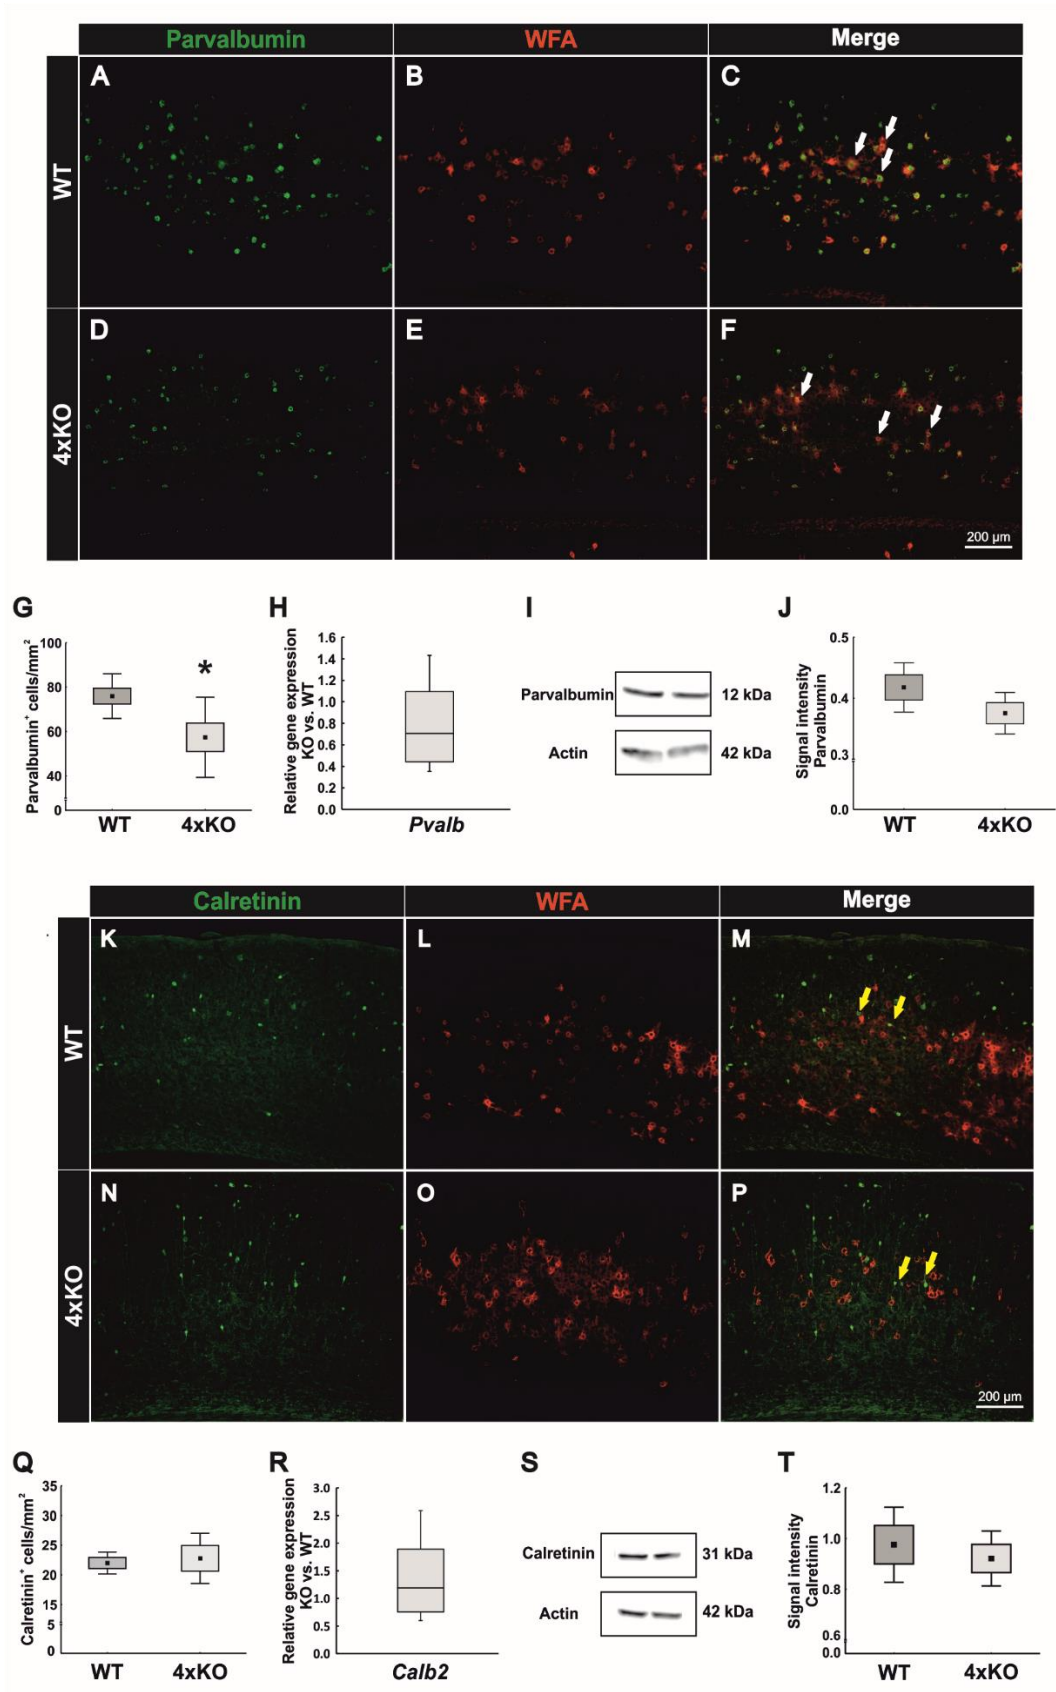 Parvalbumin WFA Merge
WT
A B C
4xKO
D E F
200 µm
G H I J
Parvalbumin⁺ cells/mm²
100
80
60
40
0
*
WT 4xKO
Relative gene expression
KO vs. WT
1.6
1.4
1.2
1.0
0.8
0.6
0.4
0.2
0.0
Pvalb
Parvalbumin 12 kDa
Actin 42 kDa
Signal intensity
Parvalbumin
0.5
0.4
0.3
0.0
WT 4xKO
Calretinin WFA Merge
WT
K L M
4xKO
N O P
200 µm
Q R S T
Calretinin⁺ cells/mm²
35
30
25
20
15
5
0
WT 4xKO
Relative gene expression
KO vs. WT
3.0
2.5
2.0
1.5
1.0
0.5
0.0
Calb2
Calretinin 31 kDa
Actin 42 kDa
Signal intensity
Calretinin
1.2
1.0
0.8
0.6
0.0
WT 4xKO